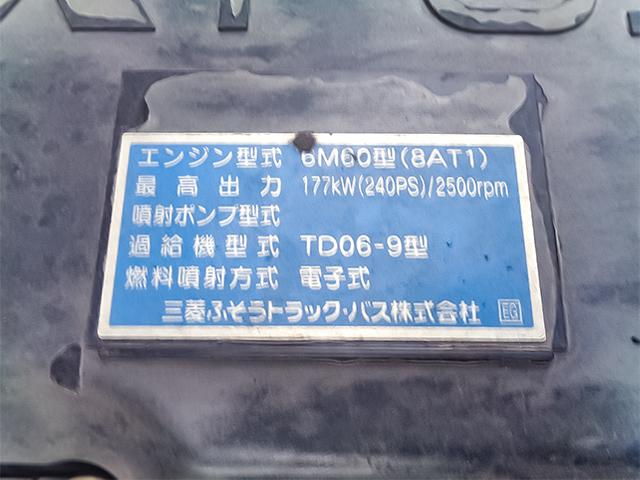 エンジン型式 6M60型(8AT1)
最高出力 177kW(240PS)/2500rpm
噴射ポンプ型式
過給機型式 TD06-9型
燃料噴射方式 電子式
三菱ふそうトラック・バス株式会社 EG